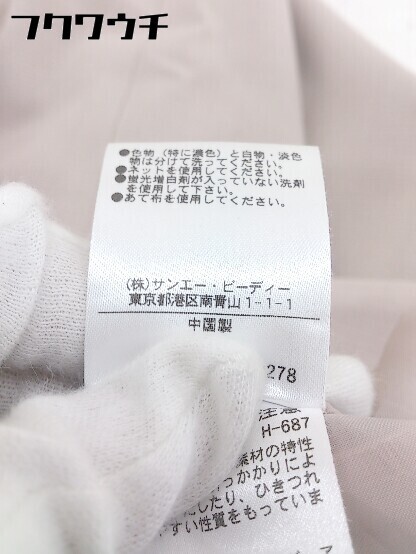 フクワウチ
●色物（特に濃色）と白物・淡色
物は分けて洗ってください。
●ネットを使用してください。
●蛍光増白剤が入っていない洗剤
を使用して下さい。
●あて布を使用してください。
(株)サンエー・ビーディー
東京都港区南青山1-1-1
中国製
278
注意
H-687
素材の特性
っかかりによ
したり、ひきつれ
すい性質をもっていま